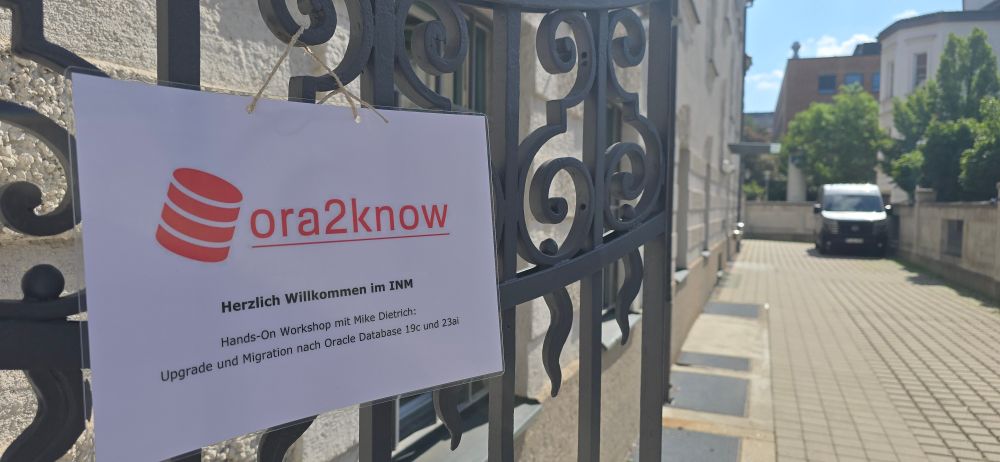 ora2know
Herzlich Willkommen im INM
Hands-On Workshop mit Mike Dietrich:
Upgrade und Migration nach Oracle Database 19c und 23ai